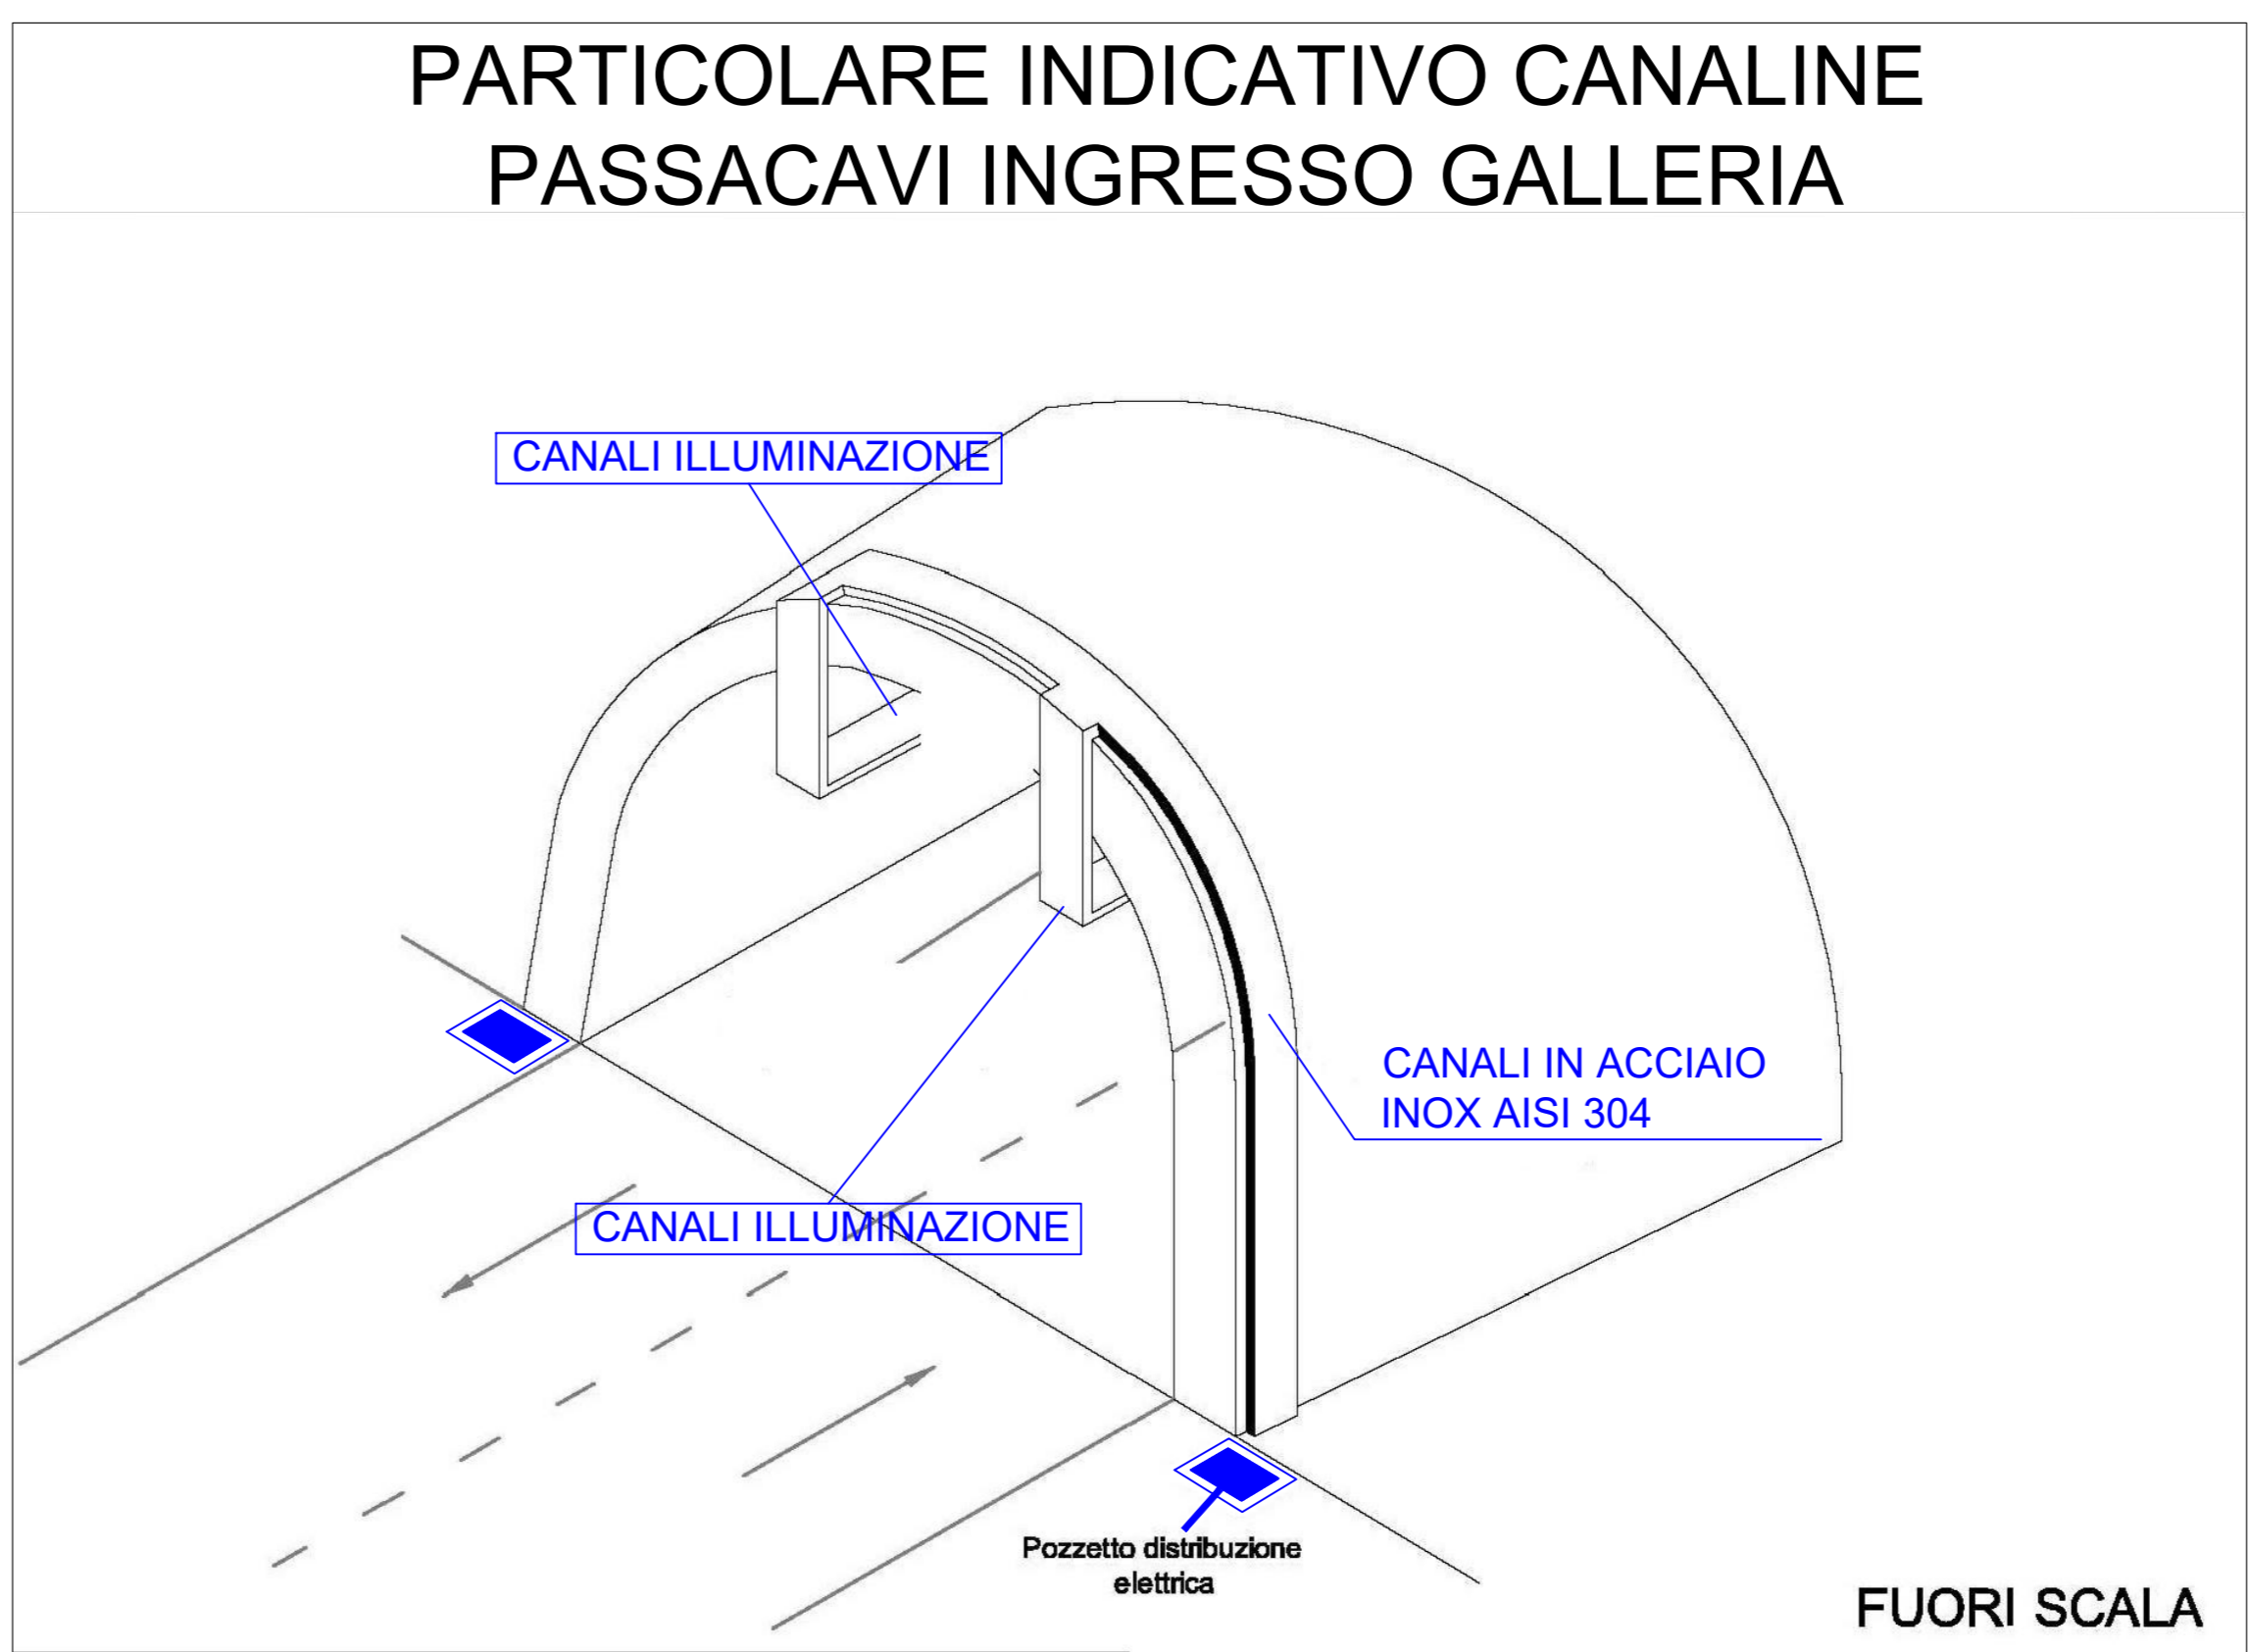 PARTICOLARE INDICATIVO CANALINE
PASSACAVI INGRESSO GALLERIA
CANALI ILLUMINAZIONE
CANALI IN ACCIAIO
INOX AISI 304
CANALI ILLUMINAZIONE
Pozzetto distribuzione
elettrica
FUORI SCALA